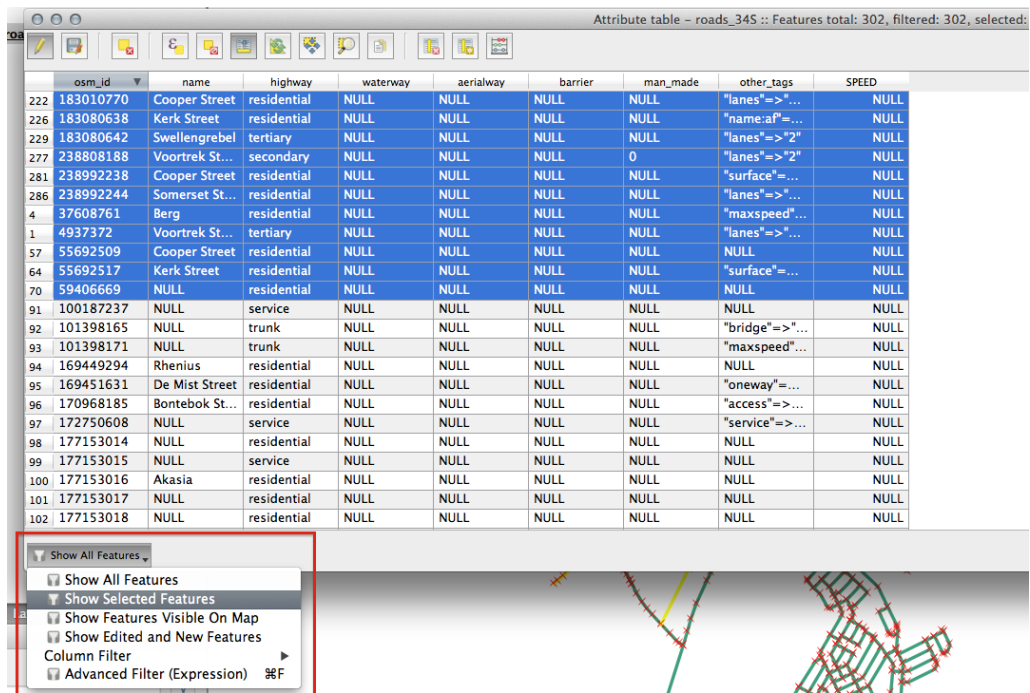 Attribute table – roads_34S :: Features total: 302, filtered: 302, selected:
roa
ε
osm_id name highway waterway aerialway barrier man_made other_tags SPEED
222 183010770 Cooper Street residential NULL NULL NULL NULL "lanes"=>"... NULL
226 183080638 Kerk Street residential NULL NULL NULL NULL "name:af"=... NULL
229 183080642 Swellengrebel tertiary NULL NULL NULL NULL "lanes"=>"2" NULL
277 238808188 Voortrek St... secondary NULL NULL NULL 0 "lanes"=>"2" NULL
281 238992238 Cooper Street residential NULL NULL NULL NULL "surface"=... NULL
286 238992244 Somerset St... residential NULL NULL NULL NULL "lanes"=>"... NULL
4 37608761 Berg residential NULL NULL NULL NULL "maxspeed"... NULL
1 4937372 Voortrek St... tertiary NULL NULL NULL NULL "lanes"=>"... NULL
57 55692509 Cooper Street residential NULL NULL NULL NULL NULL NULL
64 55692517 Kerk Street residential NULL NULL NULL NULL "surface"=... NULL
70 59406669 NULL residential NULL NULL NULL NULL NULL NULL
91 100187237 NULL service NULL NULL NULL NULL NULL NULL
92 101398165 NULL trunk NULL NULL NULL NULL "bridge"=>"... NULL
93 101398171 NULL trunk NULL NULL NULL NULL "maxspeed"... NULL
94 169449294 Rhenius residential NULL NULL NULL NULL NULL NULL
95 169451631 De Mist Street residential NULL NULL NULL NULL "oneway"=... NULL
96 170968185 Bontebok St... residential NULL NULL NULL NULL "access"=>... NULL
97 172750608 NULL service NULL NULL NULL NULL "service"=>... NULL
98 177153014 NULL residential NULL NULL NULL NULL NULL NULL
99 177153015 NULL service NULL NULL NULL NULL NULL NULL
100 177153016 Akasia residential NULL NULL NULL NULL NULL NULL
101 177153017 NULL residential NULL NULL NULL NULL NULL NULL
102 177153018 NULL residential NULL NULL NULL NULL NULL NULL
Show All Features
Show All Features
Show Selected Features
Show Features Visible On Map
Show Edited and New Features
Column Filter
Advanced Filter (Expression) ⌘F